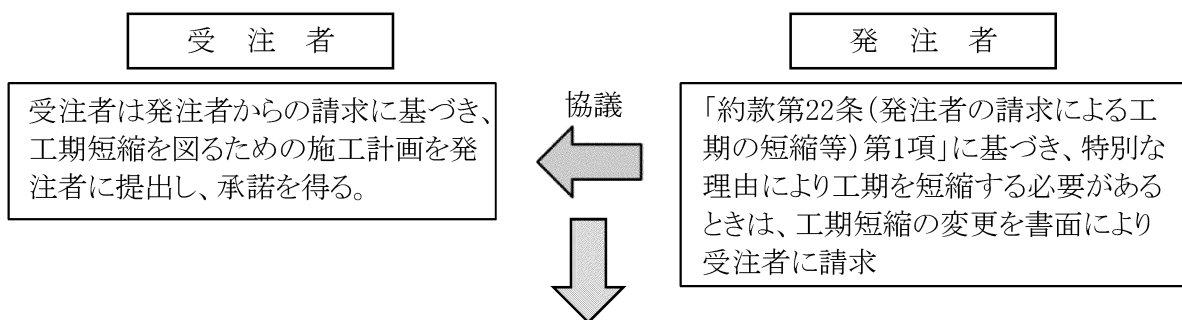 受 注 者
発 注 者
受注者は発注者からの請求に基づき、
工期短縮を図るための施工計画を発
注者に提出し、承諾を得る。
協議
「約款第22条(発注者の請求による工
期の短縮等)第1項」に基づき、特別な
理由により工期を短縮する必要がある
ときは、工期短縮の変更を書面により
受注者に請求